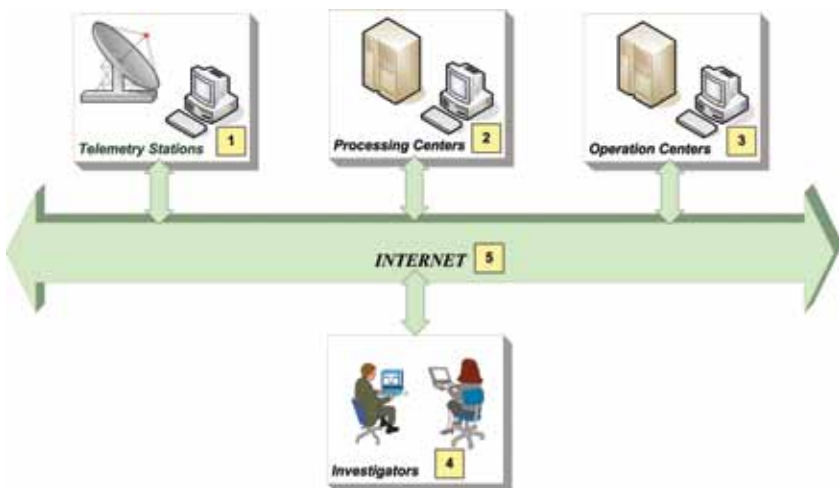 Telemetry Stations 1
Processing Centers 2
Operation Centers 3
INTERNET 5
Investigators 4